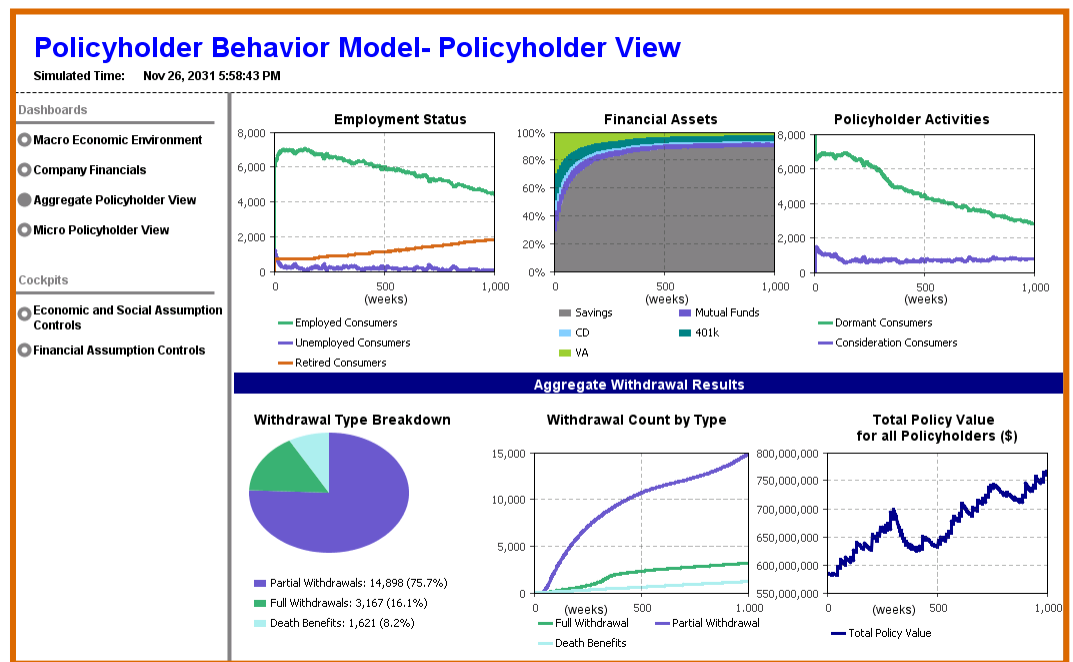 Policyholder Behavior Model- Policyholder View
Simulated Time: Nov 26, 2031 5:58:43 PM
Dashboards
Macro Economic Environment
Company Financials
Aggregate Policyholder View
Micro Policyholder View
Cockpits
Economic and Social Assumption
Controls
Financial Assumption Controls
Employment Status
8,000
6,000
4,000
2,000
0
0 500 1,000
(weeks)
Employed Consumers
Unemployed Consumers
Retired Consumers
Financial Assets
100%
80%
60%
40%
20%
0%
0 500 1,000
(weeks)
Savings Mutual Funds
CD 401k
VA
Policyholder Activities
8,000
6,000
4,000
2,000
0
0 500 1,000
(weeks)
Dormant Consumers
Consideration Consumers
Aggregate Withdrawal Results
Withdrawal Type Breakdown
Partial Withdrawals: 14,898 (75.7%)
Full Withdrawals: 3,167 (16.1%)
Death Benefits: 1,621 (8.2%)
Withdrawal Count by Type
15,000
10,000
5,000
0
0 (weeks) 500 1,000
Full Withdrawal Partial Withdrawal
Death Benefits
Total Policy Value
for all Policyholders ($)
800,000,000
750,000,000
700,000,000
650,000,000
600,000,000
550,000,000
0 (weeks) 500 1,000
Total Policy Value